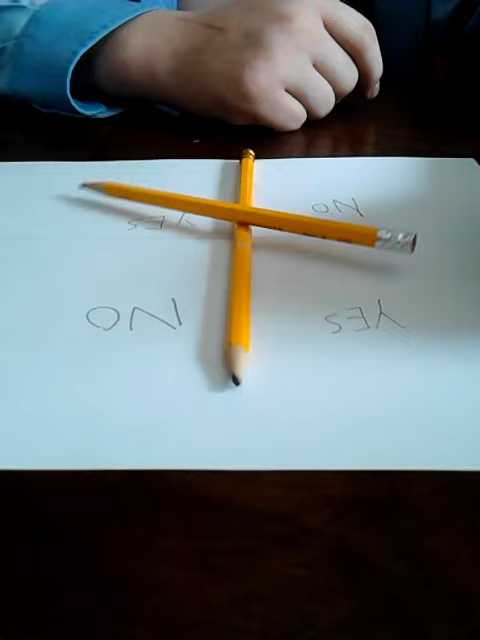 YES NO
NO YES